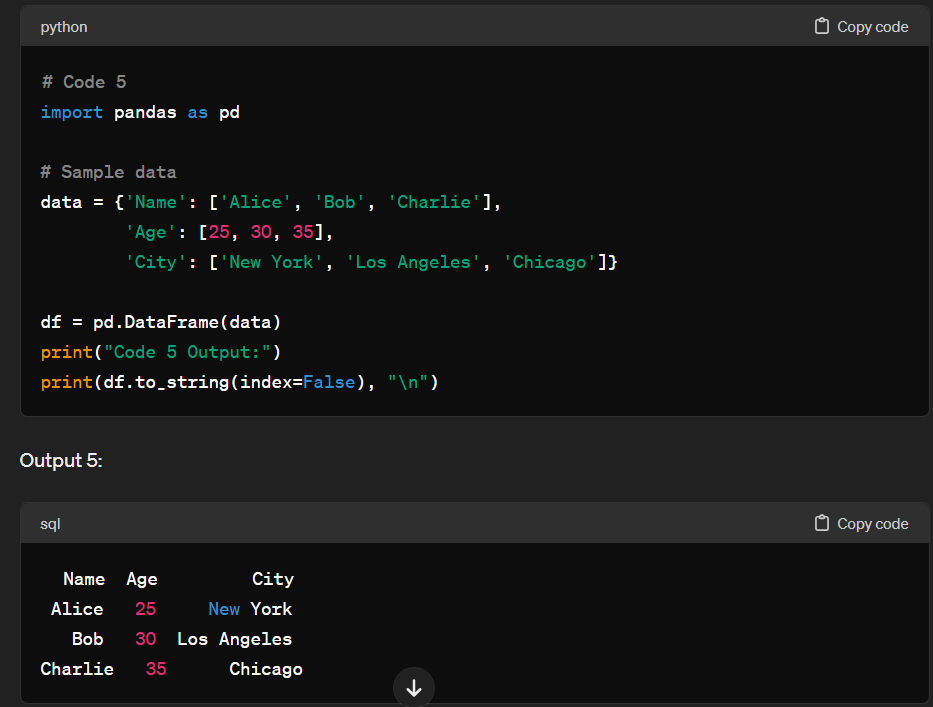 python Copy code
# Code 5
import pandas as pd
# Sample data
data = {'Name': ['Alice', 'Bob', 'Charlie'],
        'Age': [25, 30, 35],
        'City': ['New York', 'Los Angeles', 'Chicago']}
df = pd.DataFrame(data)
print("Code 5 Output:")
print(df.to_string(index=False), "\n")
Output 5:
sql Copy code
  Name  Age         City
 Alice   25     New York
   Bob   30  Los Angeles
Charlie   35      Chicago